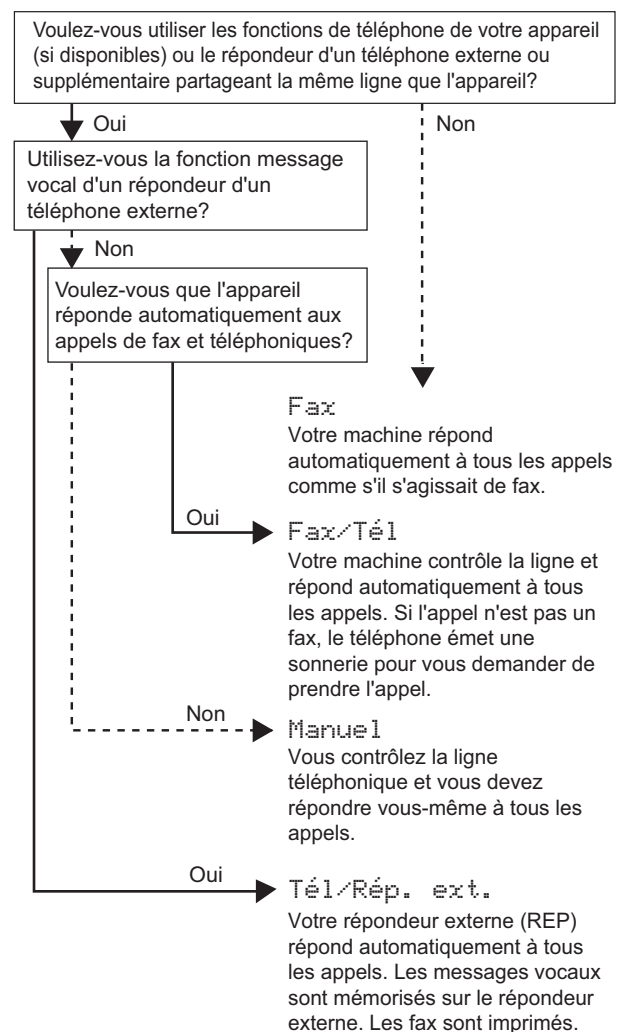 Voulez-vous utiliser les fonctions de téléphone de votre appareil
(si disponibles) ou le répondeur d'un téléphone externe ou
supplémentaire partageant la même ligne que l'appareil?
Oui
Non
Utilisez-vous la fonction message
vocal d'un répondeur d'un
téléphone externe?
Non
Voulez-vous que l'appareil
réponde automatiquement aux
appels de fax et téléphoniques?
Fax
Votre machine répond
automatiquement à tous les appels
comme s'il s'agissait de fax.
Oui
Fax/Tél
Votre machine contrôle la ligne et
répond automatiquement à tous
les appels. Si l'appel n'est pas un
fax, le téléphone émet une
sonnerie pour vous demander de
prendre l'appel.
Non
Manuel
Vous contrôlez la ligne
téléphonique et vous devez
répondre vous-même à tous les
appels.
Oui
Tél/Rép. ext.
Votre répondeur externe (REP)
répond automatiquement à tous
les appels. Les messages vocaux
sont mémorisés sur le répondeur
externe. Les fax sont imprimés.